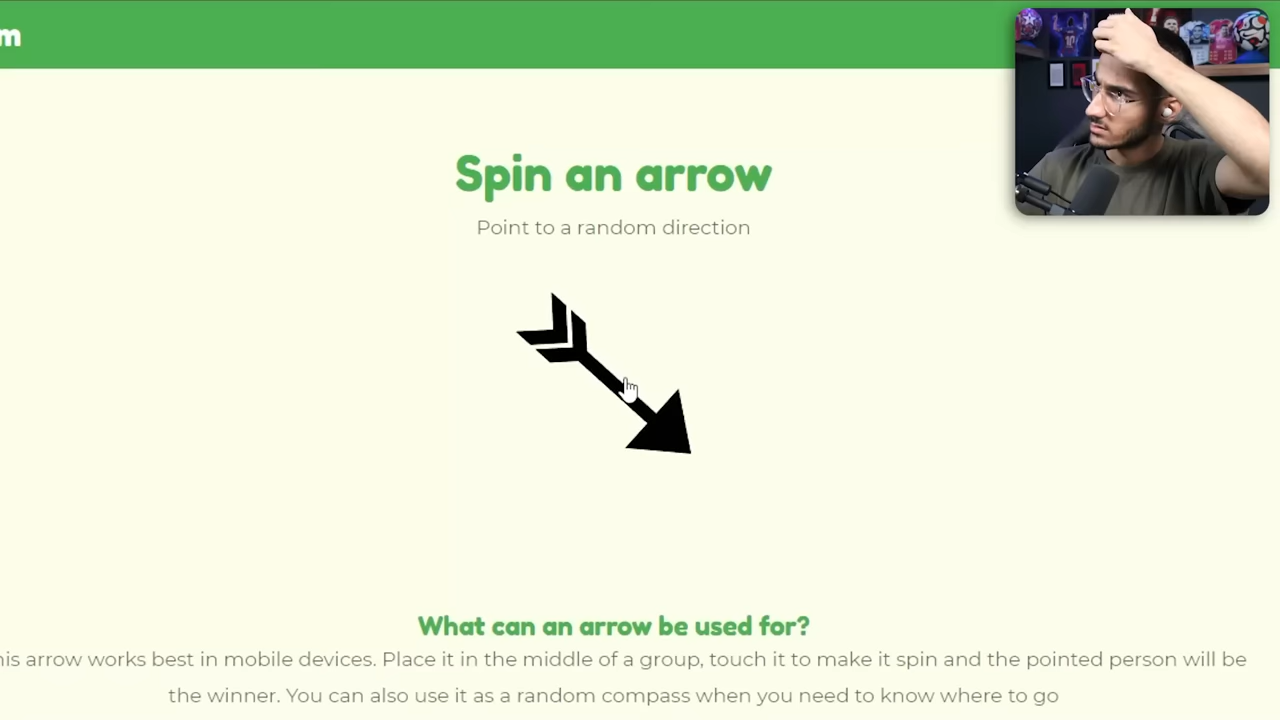 m
Spin an arrow
Point to a random direction
What can an arrow be used for?
his arrow works best in mobile devices. Place it in the middle of a group, touch it to make it spin and the pointed person will be
the winner. You can also use it as a random compass when you need to know where to go